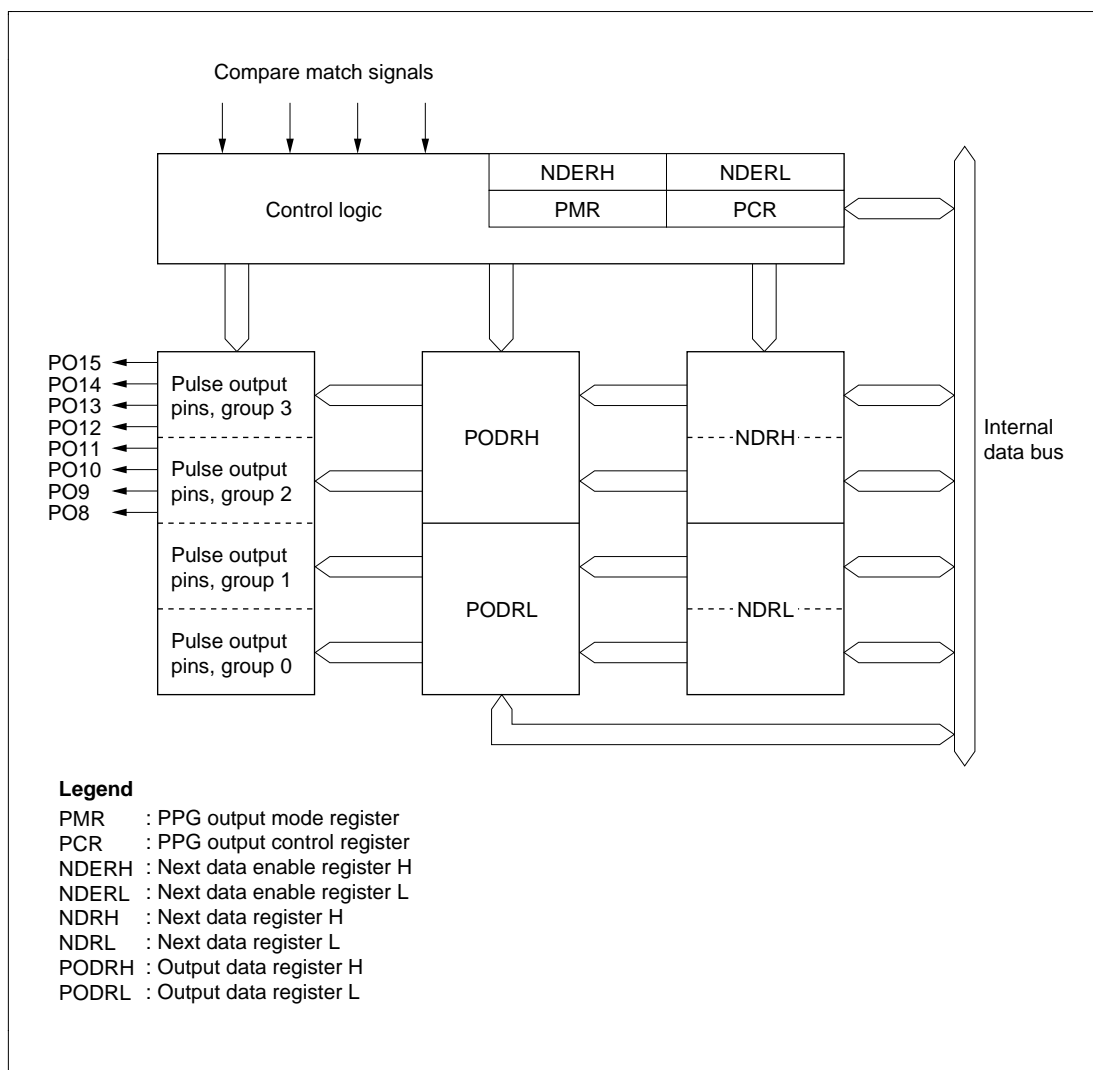 Compare match signals
NDERH NDERL
Control logic PMR PCR
PO15
PO14
PO13
PO12
PO11
PO10
PO9
PO8
Pulse output
pins, group 3
Pulse output
pins, group 2
Pulse output
pins, group 1
Pulse output
pins, group 0
PODRH
PODRL
NDRH
NDRL
Internal
data bus
Legend
PMR : PPG output mode register
PCR : PPG output control register
NDERH : Next data enable register H
NDERL : Next data enable register L
NDRH : Next data register H
NDRL : Next data register L
PODRH : Output data register H
PODRL : Output data register L